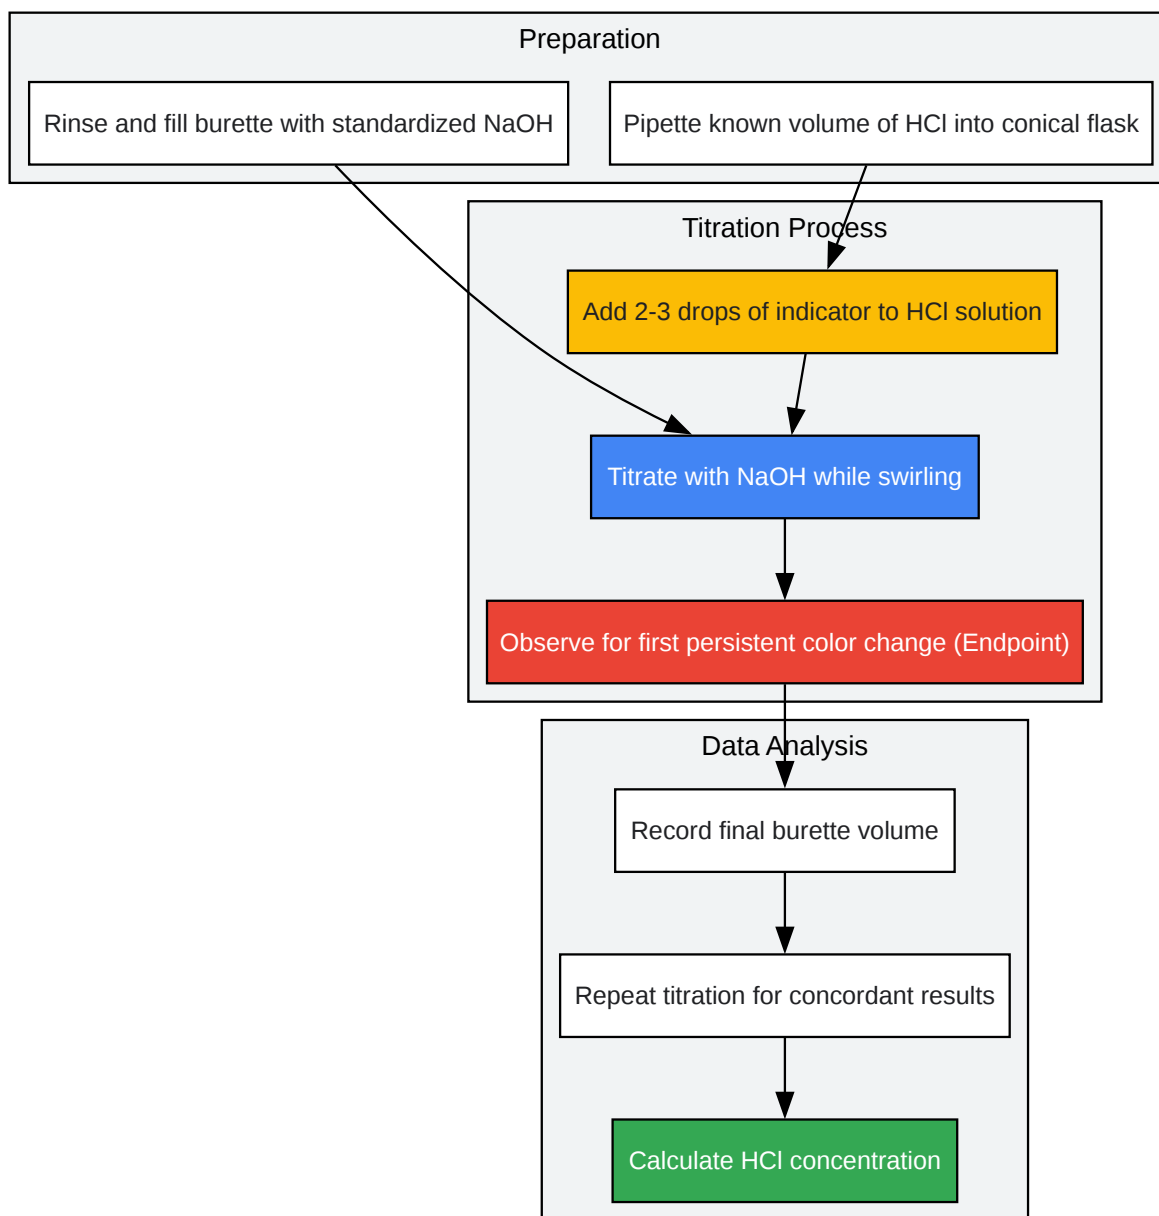 Preparation
Rinse and fill burette with standardized NaOH
Pipette known volume of HCl into conical flask
Titration Process
Add 2-3 drops of indicator to HCl solution
Titrate with NaOH while swirling
Observe for first persistent color change (Endpoint)
Data Analysis
Record final burette volume
Repeat titration for concordant results
Calculate HCl concentration